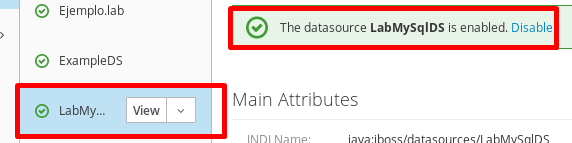 Ejemplo.lab
The datasource LabMySqlDS is enabled. Disable
ExampleDS
LabMy... View
Main Attributes
JNDI Name: java:jboss/datasources/LabMySqlDS